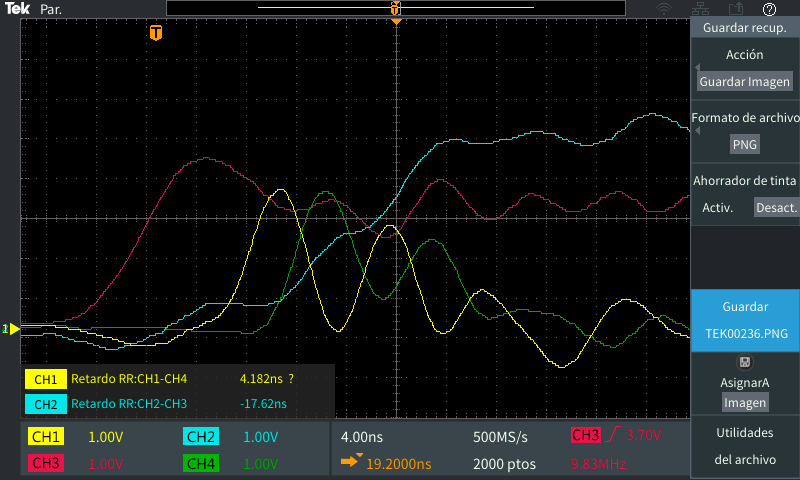 Tek Par.
T
T
?
Guardar recup.
Acción
Guardar Imagen
Formato de archivo
PNG
Ahorrador de tinta
Activ. Desact.
Guardar
TEK00236.PNG
AsignarA
Imagen
Utilidades
del archivo
CH1 Retardo RR:CH1-CH4 4.182ns ?
CH2 Retardo RR:CH2-CH3 -17.62ns
CH1 1.00V CH2 1.00V
CH3 1.00V CH4 1.00V
4.00ns 500MS/s CH3 3.70V
19.2000ns 2000 ptos 9.83MHz